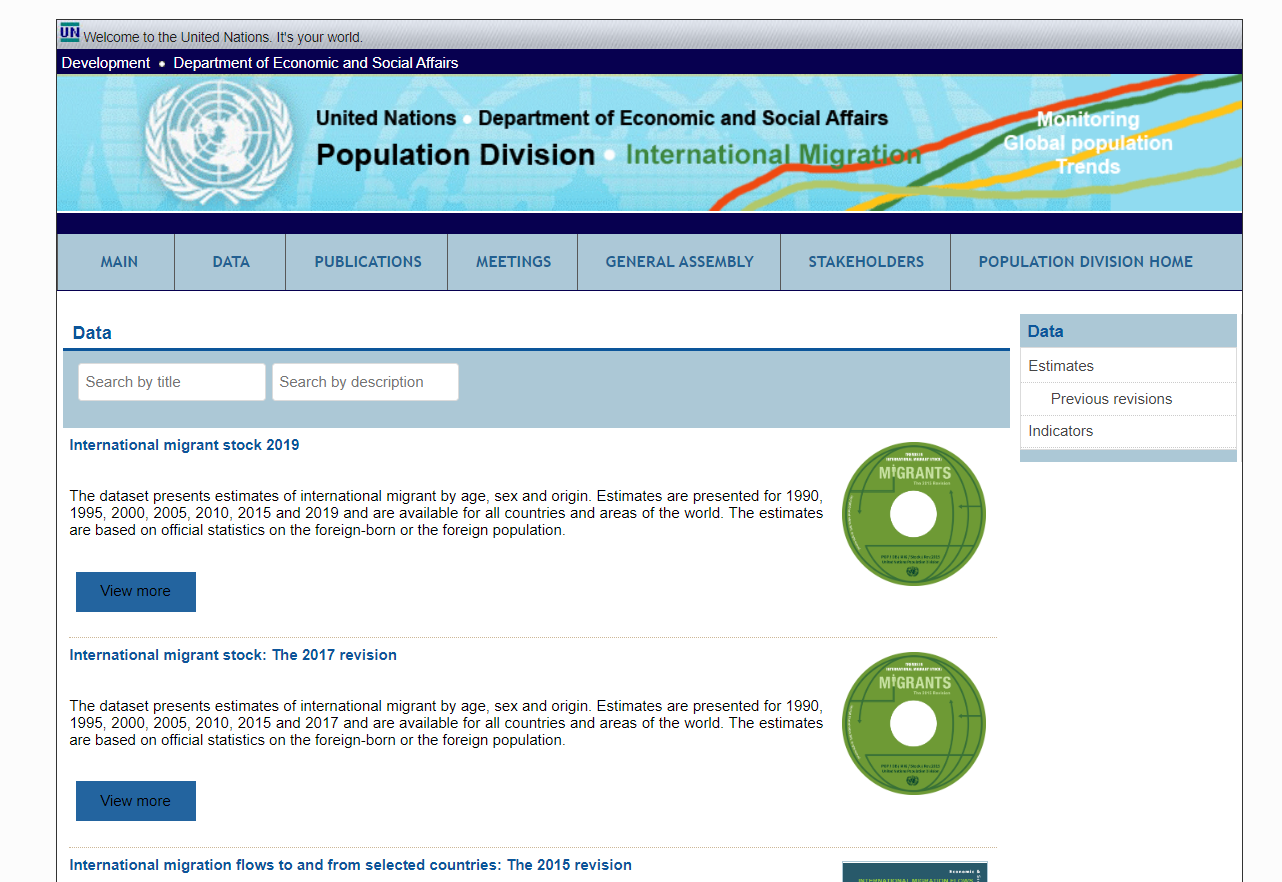 UN Welcome to the United Nations. It's your world.
Development • Department of Economic and Social Affairs
United Nations • Department of Economic and Social Affairs
Population Division • International Migration
Monitoring
Global population
Trends
MAIN DATA PUBLICATIONS MEETINGS GENERAL ASSEMBLY STAKEHOLDERS POPULATION DIVISION HOME
Data
Search by title Search by description
International migrant stock 2019
The dataset presents estimates of international migrant by age, sex and origin. Estimates are presented for 1990,
1995, 2000, 2005, 2010, 2015 and 2019 and are available for all countries and areas of the world. The estimates
are based on official statistics on the foreign-born or the foreign population.
MIGRANTS
View more
International migrant stock: The 2017 revision
The dataset presents estimates of international migrant by age, sex and origin. Estimates are presented for 1990,
1995, 2000, 2005, 2010, 2015 and 2017 and are available for all countries and areas of the world. The estimates
are based on official statistics on the foreign-born or the foreign population.
MIGRANTS
View more
International migration flows to and from selected countries: The 2015 revision
Economic &
Data
Estimates
Previous revisions
Indicators